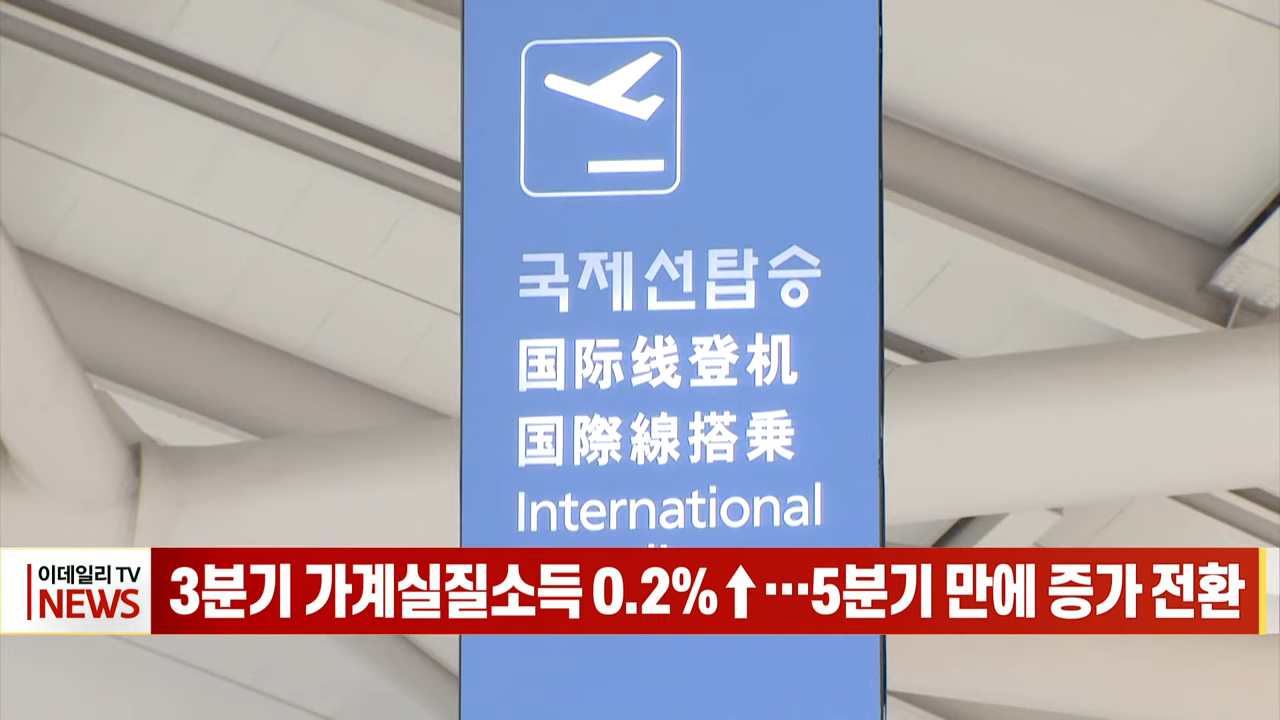 국제선탑승
国际线登机
国際線搭乗
International
이데일리 TV
NEWS
3분기 가계실질소득 0.2%↑…5분기 만에 증가 전환